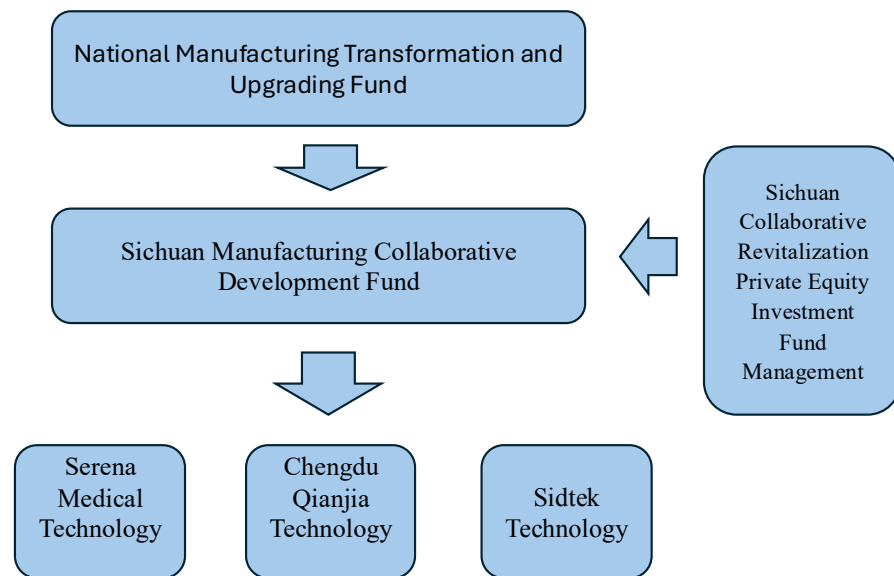 National Manufacturing Transformation and
Upgrading Fund
Sichuan Manufacturing Collaborative
Development Fund
Sichuan
Collaborative
Revitalization
Private Equity
Investment
Fund
Management
Serena
Medical
Technology
Chengdu
Qianjia
Technology
Sidtek
Technology